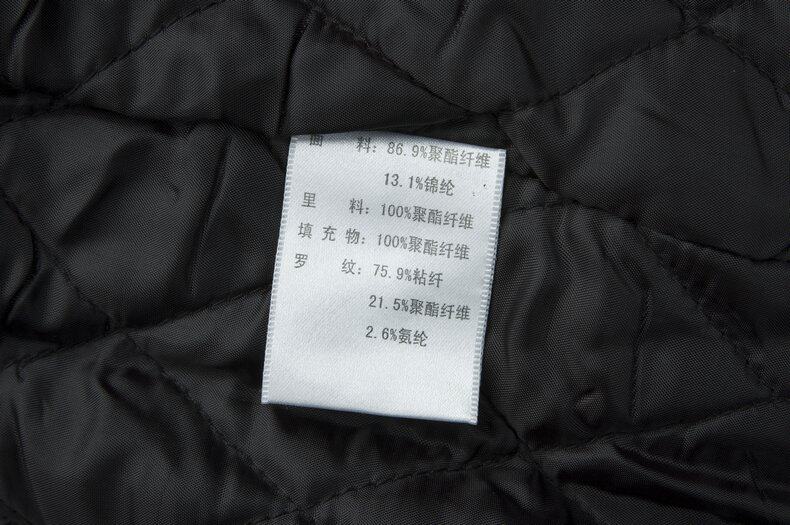 面 料：86.9%聚酯纤维
13.1%锦纶
里 料：100%聚酯纤维
填充物：100%聚酯纤维
罗 纹：75.9%粘纤
21.5%聚酯纤维
2.6%氨纶